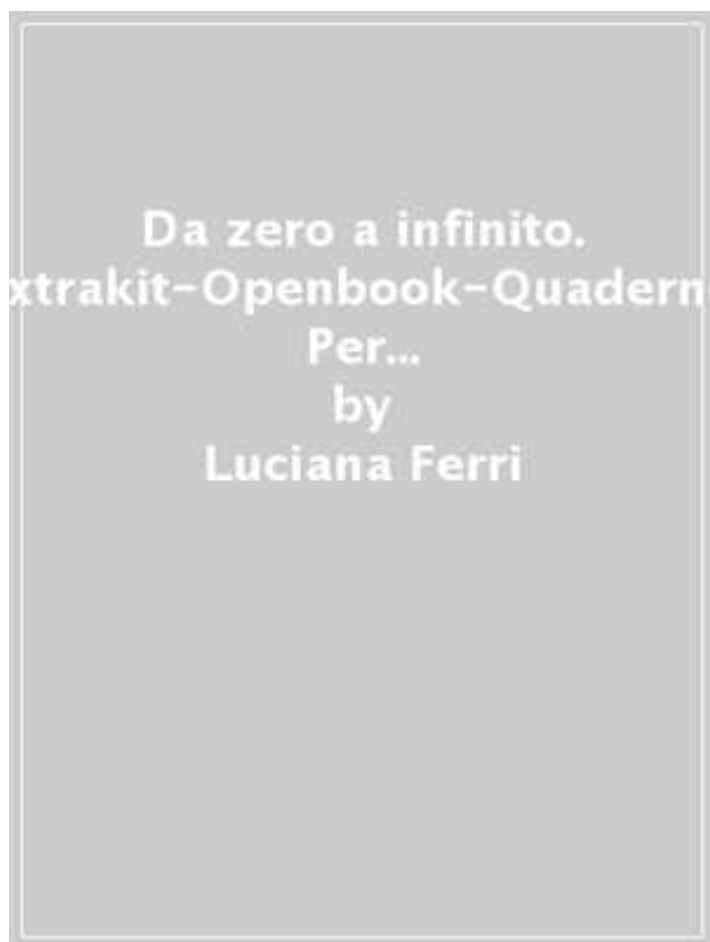 Da zero a infinito.
xtrakit-Openbook-Quadern
Per...
by
Luciana Ferri